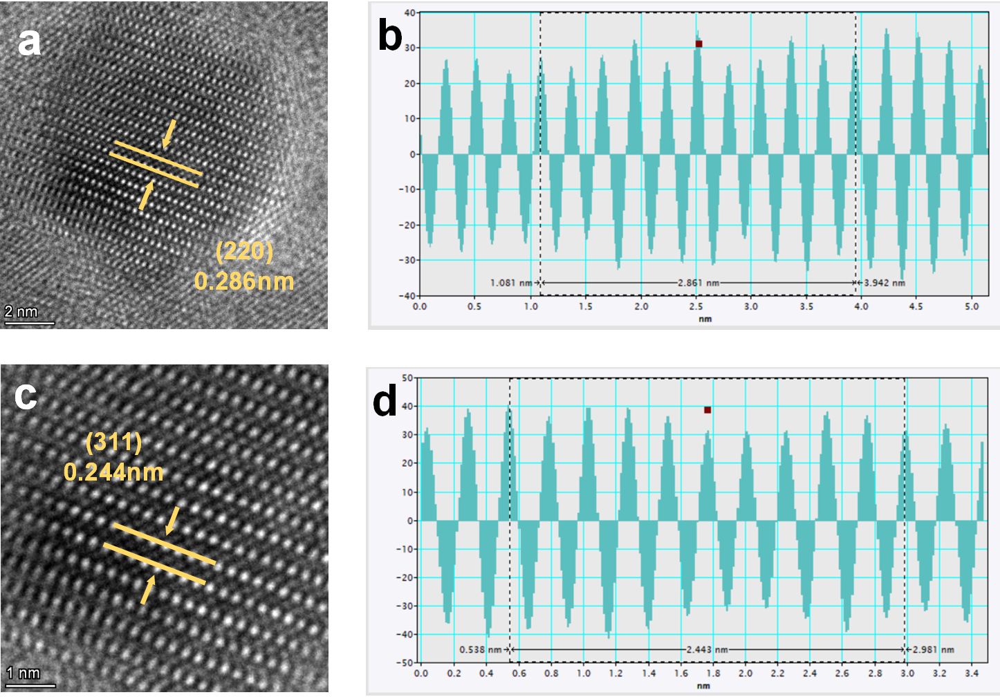 a
(220)
0.286nm
2 nm
b
40
30
20
10
0
-10
-20
-30
-40
1.081 nm
2.861 nm
3.942 nm
0.0 0.5 1.0 1.5 2.0 2.5 3.0 3.5 4.0 4.5 5.0
nm
c
(311)
0.244nm
1 nm
d
50
40
30
20
10
0
-10
-20
-30
-40
-50
0.538 nm
2.443 nm
2.981 nm
0.0 0.2 0.4 0.6 0.8 1.0 1.2 1.4 1.6 1.8 2.0 2.2 2.4 2.6 2.8 3.0 3.2 3.4
nm